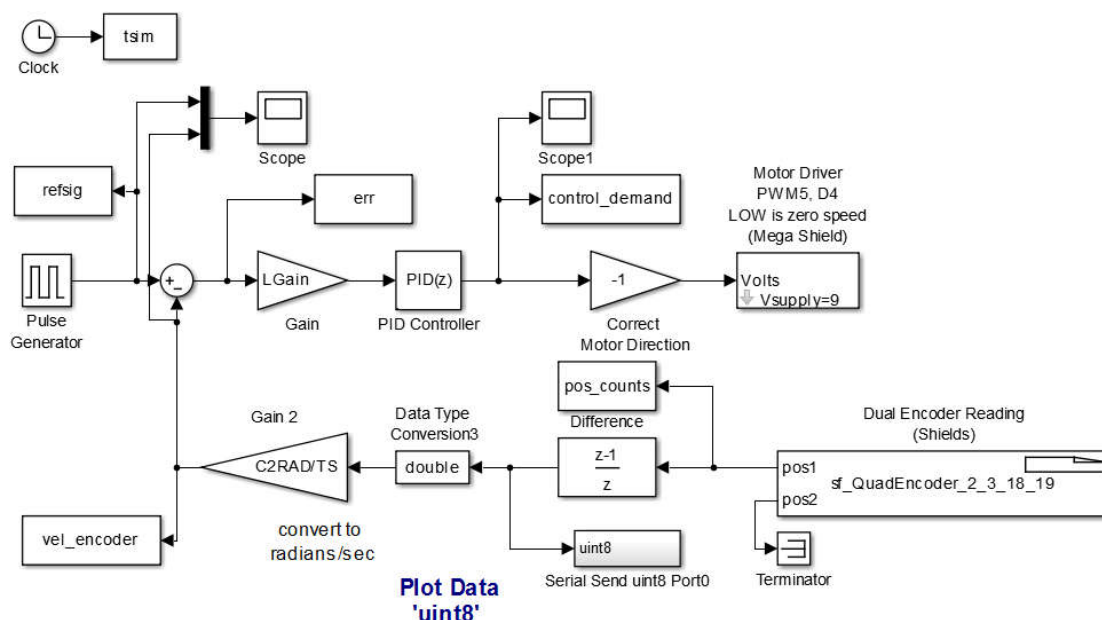 tsim
Clock
Scope
Scope1
refsig
err
control_demand
Motor Driver
PWM5, D4
LOW is zero speed
(Mega Shield)
+
-
LGain
PID(z)
-1
Volts
Vsupply=9
Pulse
Generator
Gain
PID Controller
Correct
Motor Direction
pos_counts
Gain 2
Data Type
Conversion3
Difference
Dual Encoder Reading
(Shields)
C2RAD/TS
double
z-1
z
pos1
sf_QuadEncoder_2_3_18_19
pos2
vel_encoder
convert to
radians/sec
uint8
Serial Send uint8 Port0
Terminator
Plot Data
'uint8'